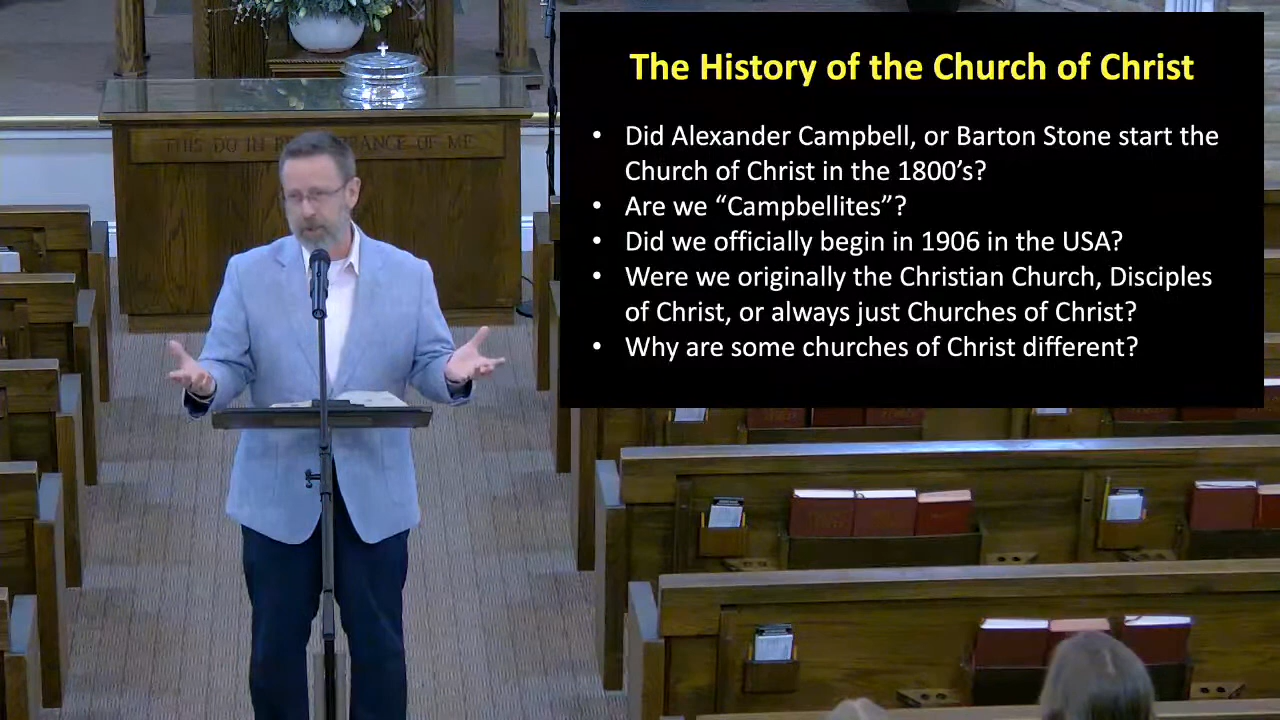 The History of the Church of Christ
• Did Alexander Campbell, or Barton Stone start the
Church of Christ in the 1800’s?
• Are we “Campbellites”?
• Did we officially begin in 1906 in the USA?
• Were we originally the Christian Church, Disciples
of Christ, or always just Churches of Christ?
• Why are some churches of Christ different?
THIS DO IN OF ME